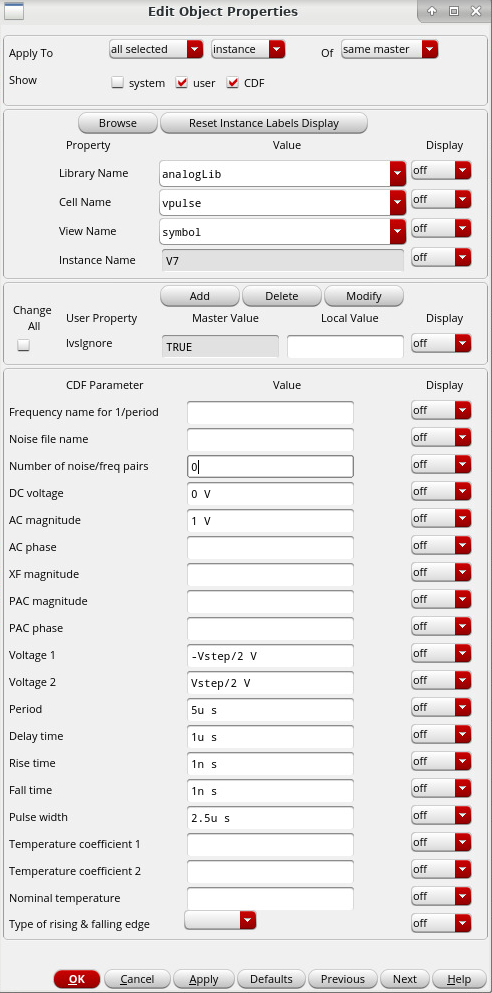 Edit Object Properties
Apply To all selected instance Of same master
Show system user CDF
Browse Reset Instance Labels Display
Property Value Display
Library Name analogLib off
Cell Name vpulse off
View Name symbol off
Instance Name V7 off
Add Delete Modify
Change All User Property Master Value Local Value Display
lvsIgnore TRUE off
CDF Parameter Value Display
Frequency name for 1/period off
Noise file name off
Number of noise/freq pairs 0 off
DC voltage 0 V off
AC magnitude 1 V off
AC phase off
XF magnitude off
PAC magnitude off
PAC phase off
Voltage 1 -Vstep/2 V off
Voltage 2 Vstep/2 V off
Period 5u s off
Delay time 1u s off
Rise time 1n s off
Fall time 1n s off
Pulse width 2.5u s off
Temperature coefficient 1 off
Temperature coefficient 2 off
Nominal temperature off
Type of rising & falling edge off
OK Cancel Apply Defaults Previous Next Help